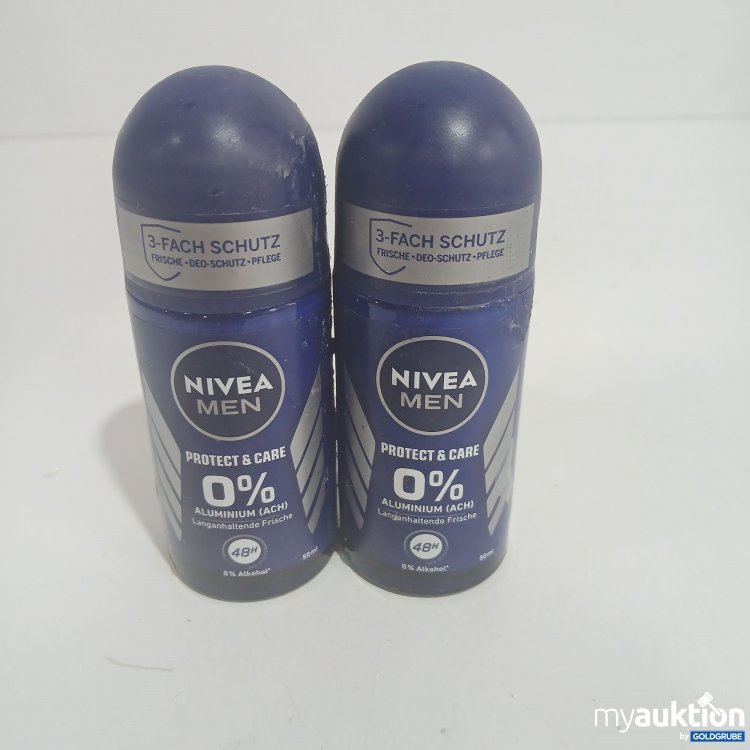 3-FACH SCHUTZ
FRISCHE • DEO-SCHUTZ • PFLEGE
NIVEA
MEN
PROTECT & CARE
0%
ALUMINIUM (ACH)
Langanhaltende Frische
48H
50ml
0% Alkohol*
3-FACH SCHUTZ
FRISCHE • DEO-SCHUTZ • PFLEGE
NIVEA
MEN
PROTECT & CARE
0%
ALUMINIUM (ACH)
Langanhaltende Frische
48H
50ml
0% Alkohol*
myauktion
by GOLDGRUBE